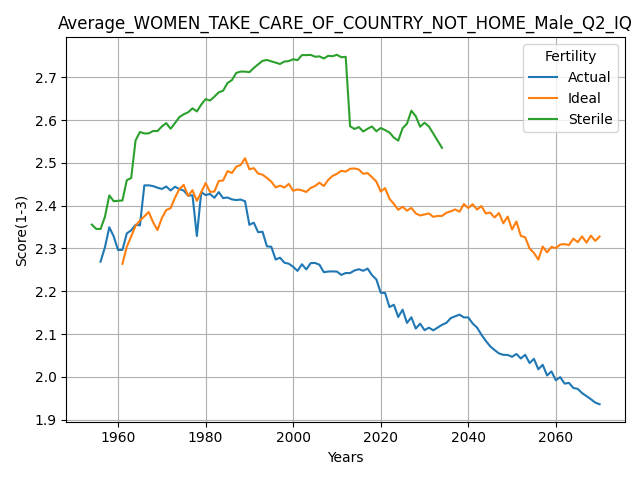 Average_WOMEN_TAKE_CARE_OF_COUNTRY_NOT_HOME_Male_Q2_IQ
Fertility
Actual
Ideal
Sterile
Score(1-3)
2.7
2.6
2.5
2.4
2.3
2.2
2.1
2.0
1.9
1960 1980 2000 2020 2040 2060
Years